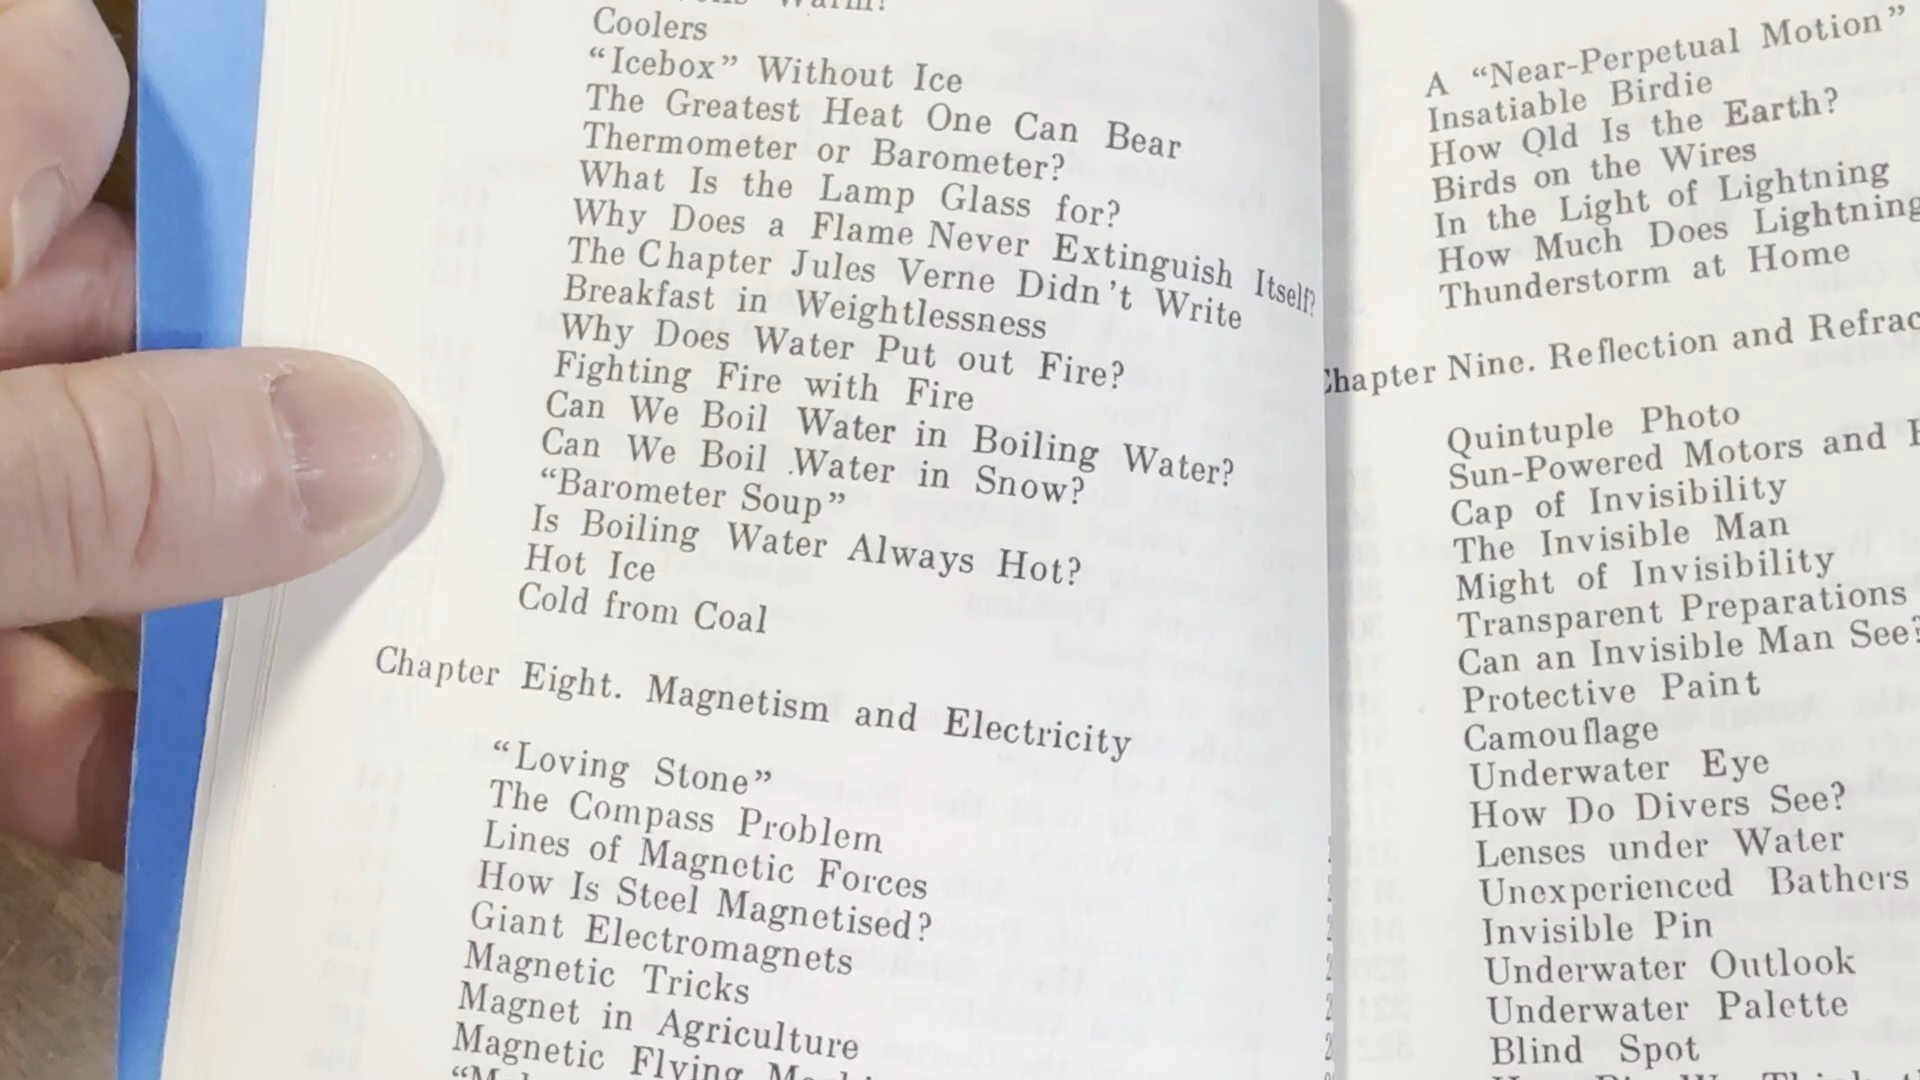 Coolers
“Icebox” Without Ice
The Greatest Heat One Can Bear
Thermometer or Barometer?
What Is the Lamp Glass for?
Why Does a Flame Never Extinguish Itself?
The Chapter Jules Verne Didn't Write
Breakfast in Weightlessness
Why Does Water Put out Fire?
Fighting Fire with Fire
Can We Boil Water in Boiling Water?
Can We Boil Water in Snow?
“Barometer Soup”
Is Boiling Water Always Hot?
Hot Ice
Cold from Coal
Chapter Eight. Magnetism and Electricity
“Loving Stone”
The Compass Problem
Lines of Magnetic Forces
How Is Steel Magnetised?
Giant Electromagnets
Magnetic Tricks
Magnet in Agriculture
Magnetic Flying
A “Near-Perpetual Motion”
Insatiable Birdie
How Old Is the Earth?
Birds on the Wires
In the Light of Lightning
How Much Does Lightning
Thunderstorm at Home
Chapter Nine. Reflection and Refrac
Quintuple Photo
Sun-Powered Motors and
Cap of Invisibility
The Invisible Man
Might of Invisibility
Transparent Preparations
Can an Invisible Man See?
Protective Paint
Camouflage
Underwater Eye
How Do Divers See?
Lenses under Water
Unexperienced Bathers
Invisible Pin
Underwater Outlook
Underwater Palette
Blind Spot